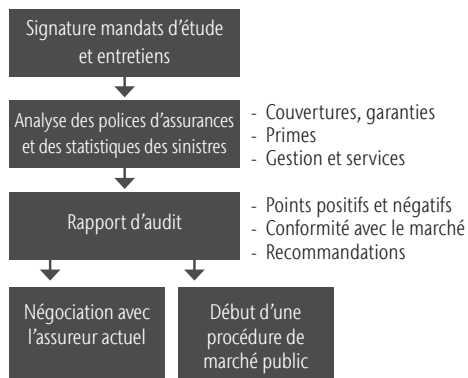 Signature mandats d’étude
et entretiens
Analyse des polices d’assurances
et des statistiques des sinistres
- Couvertures, garanties
- Primes
- Gestion et services
Rapport d’audit
- Points positifs et négatifs
- Conformité avec le marché
- Recommandations
Négociation avec
l’assureur actuel
Début d’une
procédure de
marché public